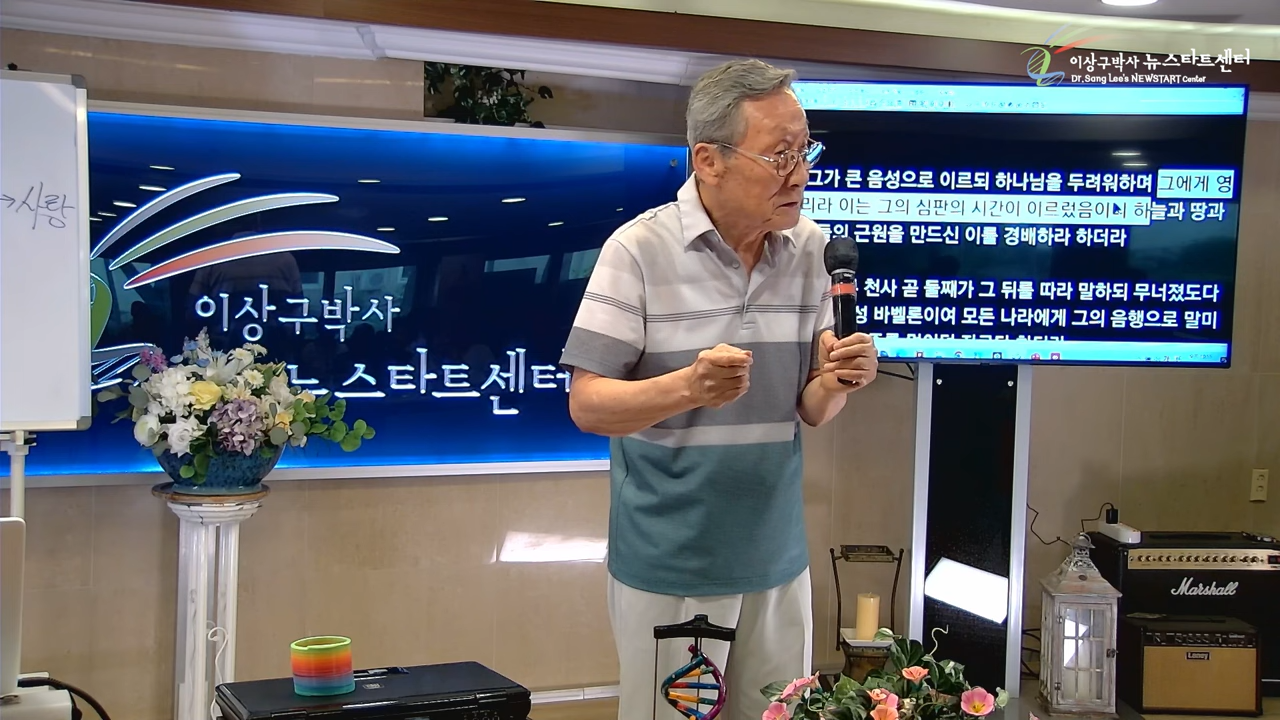 이상구박사 뉴스타트센터
Dr. Sang Lee's NEWSTART Center
→사랑
이상구박사
뉴스타트센터
그가 큰 음성으로 이르되 하나님을 두려워하며 그에게 영
리라 이는 그의 심판의 시간이 이르렀음이니 하늘과 땅과
근원을 만드신 이를 경배하라 하더라
천사 곧 둘째가 그 뒤를 따라 말하되 무너졌도다
성 바벨론이여 모든 나라에게 그의 음행으로 말미
Marshall
Laney